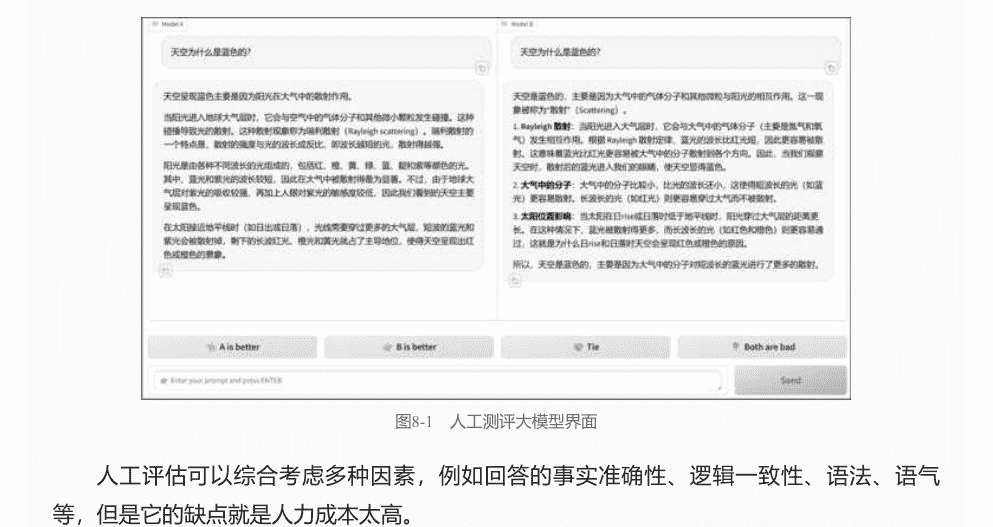 Model A
天空为什么是蓝色的?
天空呈现蓝色主要是因为阳光在大气中的散射作用。
当阳光进入地球大气层时，它会与空气中的气体分子和其他微小颗粒发生碰撞。这种
碰撞导致光的散射。这种散射现象称为瑞利散射（Rayleigh scattering）。瑞利散射的
一个特点是，散射的强度与光的波长成反比，即波长越短的光，散射得越强。
阳光是由各种不同波长的光组成的，包括红、橙、黄、绿、蓝、靛和紫等颜色的光。
其中，蓝光和紫光的波长较短，因此在大气中被散射得最为显著。不过，由于地球大
气层对紫光的吸收较强，再加上人眼对紫光的敏感度较低，因此我们看到的天空主要
呈现蓝色。
在太阳接近地平线时（如日出或日落），光线需要穿过更多的大气层，短波的蓝光和
紫光会被散射掉，剩下的长波红光、橙光和黄光就占了主导地位，使得天空呈现出红
色或橙色的景象。
Model B
天空为什么是蓝色的?
天空是蓝色的，主要是因为大气中的气体分子和其他微粒与阳光的相互作用。这一现
象被称为“散射”（Scattering）。
1. Rayleigh 散射：当阳光进入大气层时，它会与大气中的气体分子（主要是氮气和氧
气）发生相互作用。根据 Rayleigh 散射定律，蓝光的波长比红光短，因此更容易被散
射。这意味着蓝光比红光更容易被大气中的分子散射到各个方向。因此，当我们观察
天空时，散射后的蓝光进入我们的眼睛，使天空显得蓝色。
2. 大气中的分子：大气中的分子比较小，比光的波长还小，这使得短波长的光（如蓝
光）更容易散射。长波长的光（如红光）则更容易穿过大气而不被散射。
3. 太阳位置影响：当太阳在日rise或日落时低于地平线时，阳光穿过大气层的距离更
长。在这种情况下，蓝光被散射得更多，而长波长的光（如红色和橙色）则更容易通
过，这就是为什么日rise和日落时天空会呈现红色或橙色的原因。
所以，天空是蓝色的，主要是因为大气中的分子对短波长的蓝光进行了更多的散射。
A is better
B is better
Tie
Both are bad
Enter your prompt and press ENTER
Send
图8-1 人工测评大模型界面
人工评估可以综合考虑多种因素，例如回答的事实准确性、逻辑一致性、语法、语气
等，但是它的缺点就是人力成本太高。